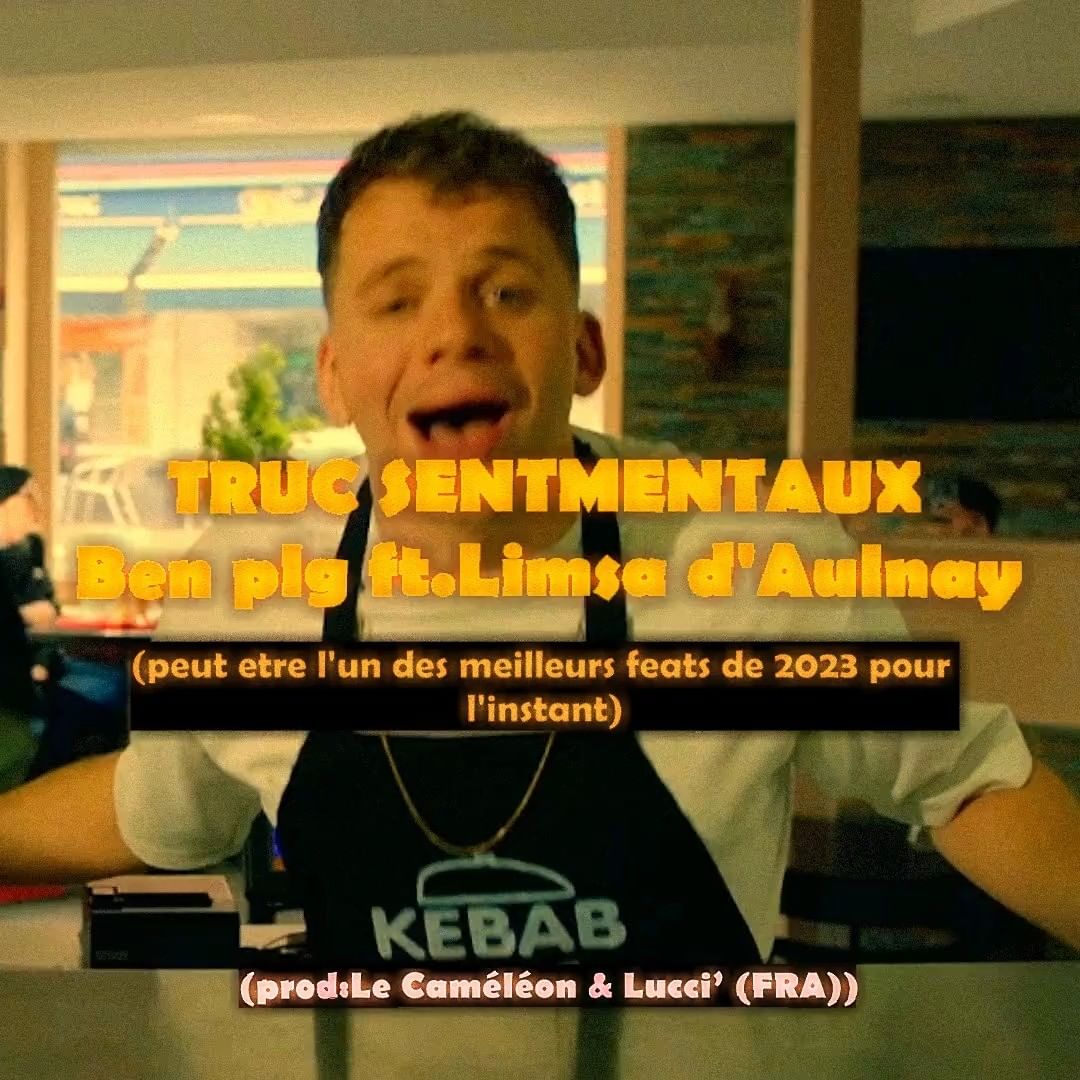 TRUC SENTMENTAUX
Ben plg ft.Limsa d'Aulnay
(peut etre l'un des meilleurs feats de 2023 pour
l'instant)
KEBAB
(prod:Le Caméléon & Lucci' (FRA))